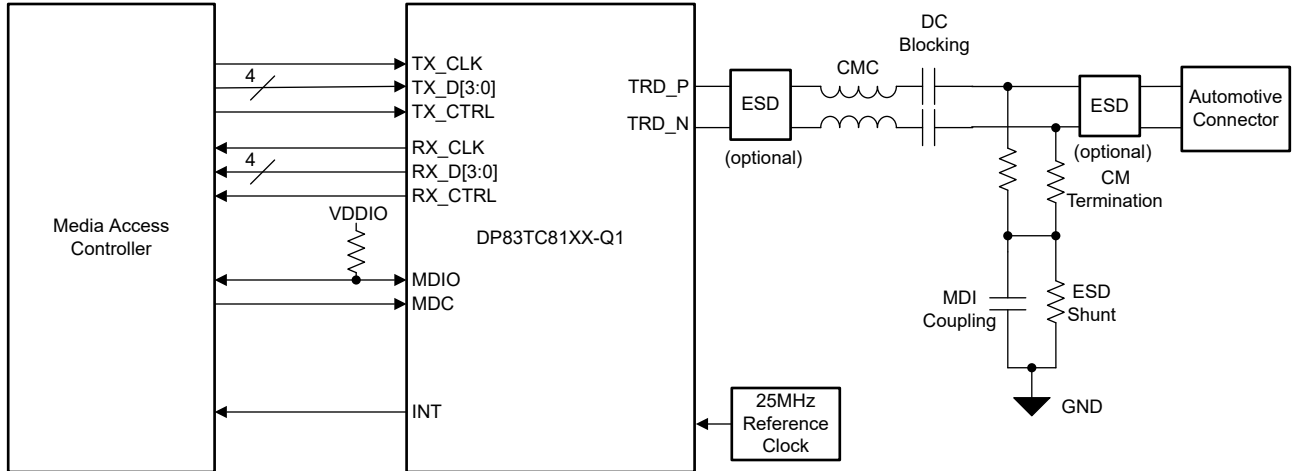 Media Access
Controller
4
4
VDDIO
TX_CLK
TX_D[3:0]
TX_CTRL
RX_CLK
RX_D[3:0]
RX_CTRL
MDIO
MDC
INT
DP83TC81XX-Q1
TRD_P
TRD_N
ESD
(optional)
CMC
DC
Blocking
ESD
(optional)
CM
Termination
Automotive
Connector
MDI
Coupling
ESD
Shunt
GND
25MHz
Reference
Clock